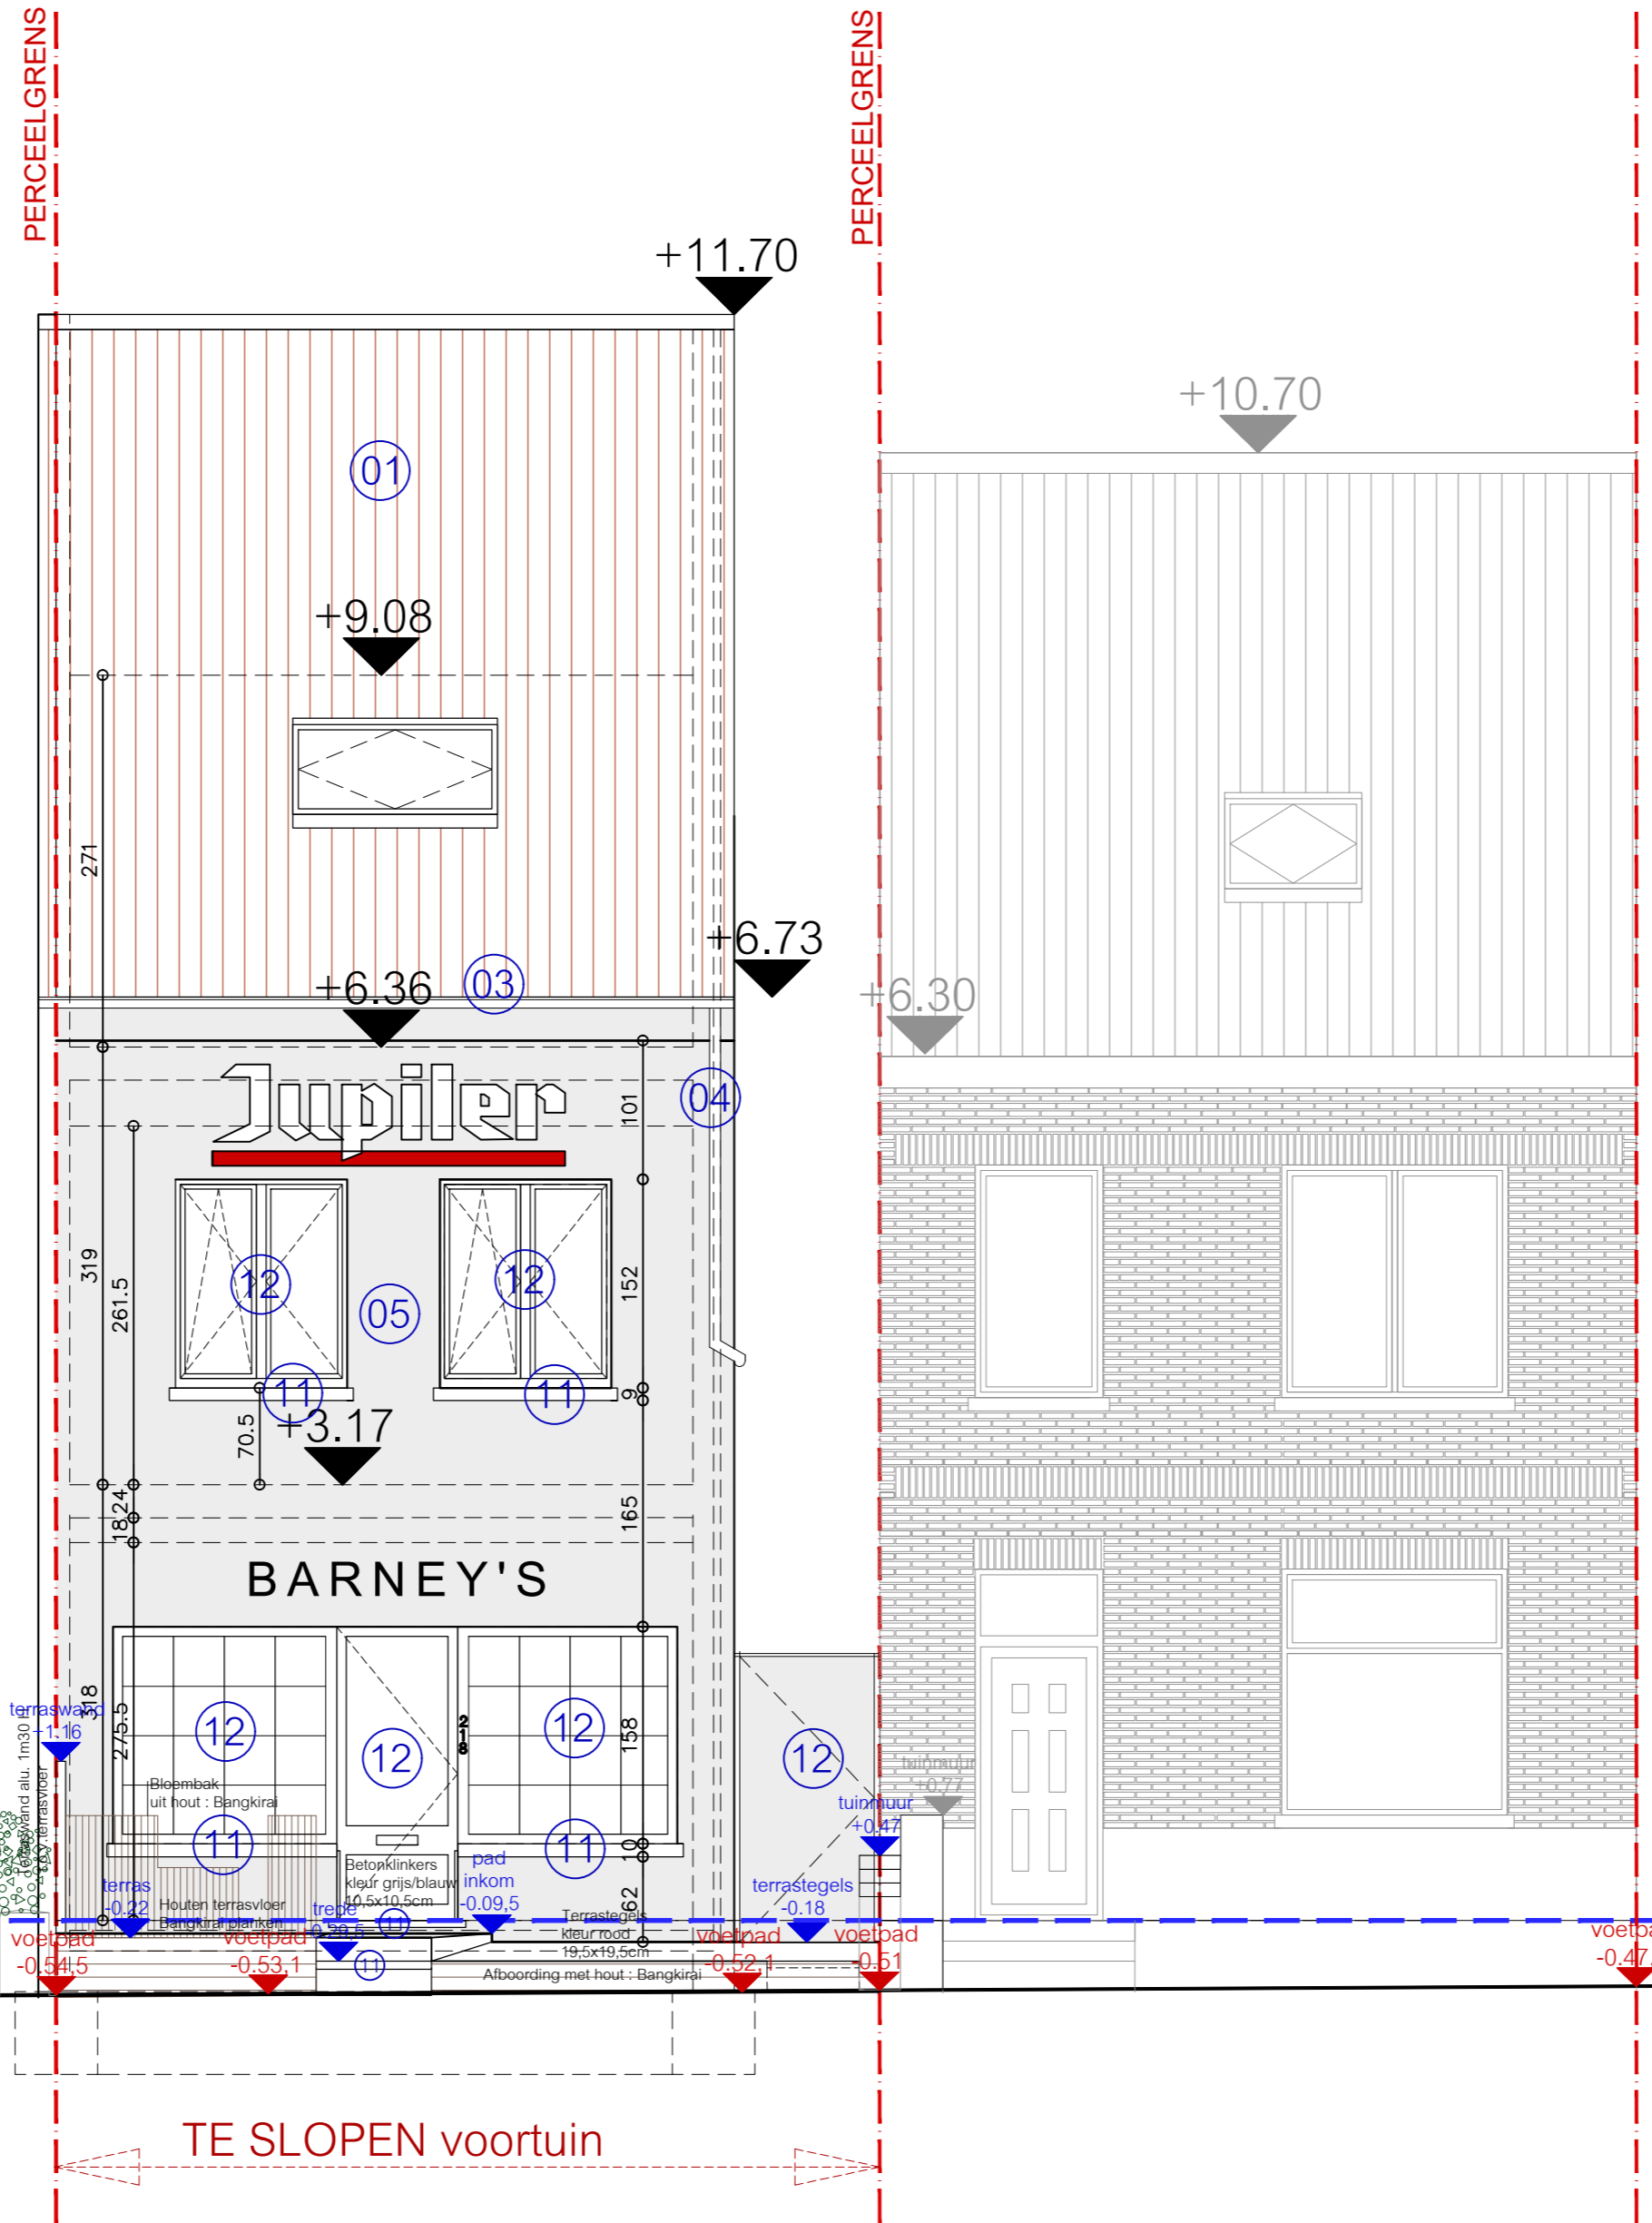 PERCEELGRENS
PERCEELGRENS
+11.70
+10.70
01
+9.08
271
+6.73
03
+6.36
+6.30
Jupiler
04
101
319
261.5
12
12
152
05
11
11
9
70.5
+3.17
18
24
165
BARNEY'S
318
275.5
terraswand
+1.16
12
12
12
218
158
12
tuinmuur
+0.77
tuinmuur
+0.47
Bloembak
uit hout : Bangkirai
11
11
10
Betonklinkers
kleur grijs/blauw
10,5x10,5cm
pad
inkom
-0.09,5
terras
-0.22
Houten terrasvloer
Bangkirai planken
trede
-0.29,5
11
62
Terrastegels
kleur rood
19,5x19,5cm
terrastegels
-0.18
voetpad
-0.54,5
voetpad
-0.53,1
11
Afboording met hout : Bangkirai
voetpad
-0.52,1
voetpad
-0.51
-0.47
TE SLOPEN voortuin